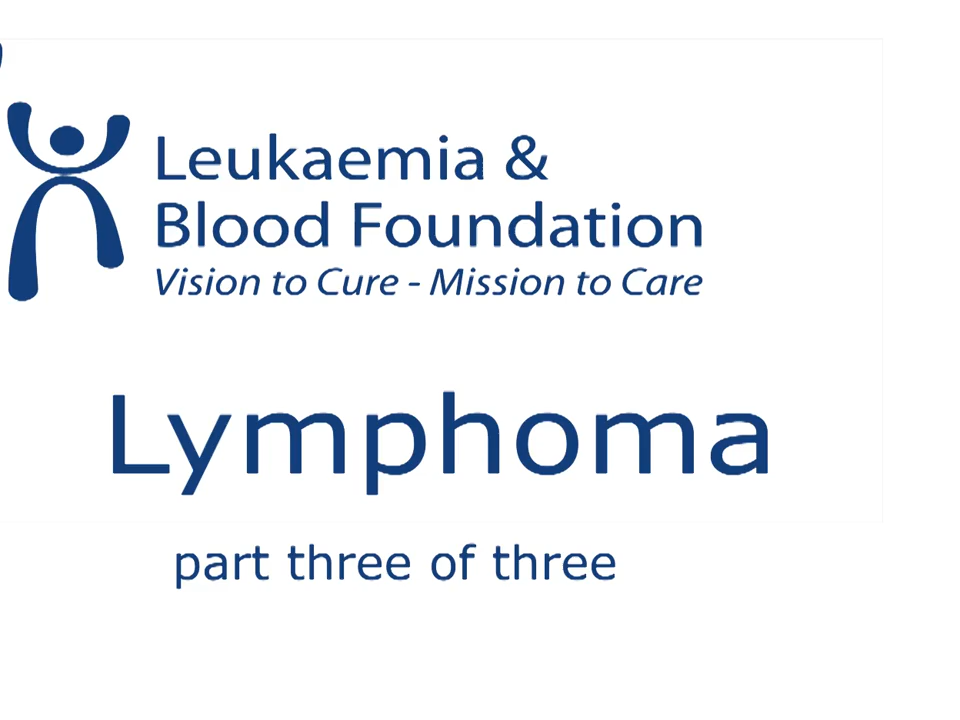 Leukaemia &
Blood Foundation
Vision to Cure - Mission to Care
Lymphoma
part three of three